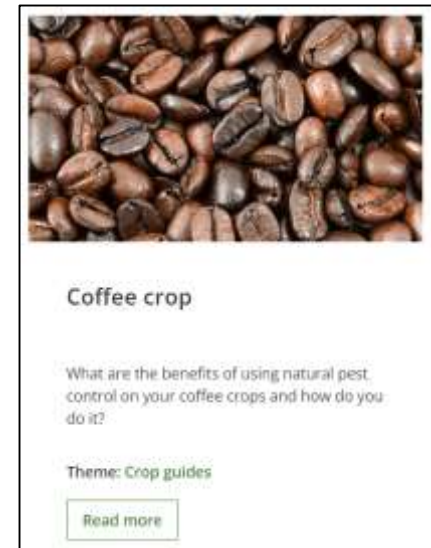 Coffee crop
What are the benefits of using natural pest
control on your coffee crops and how do you
do it?
Theme: Crop guides
Read more